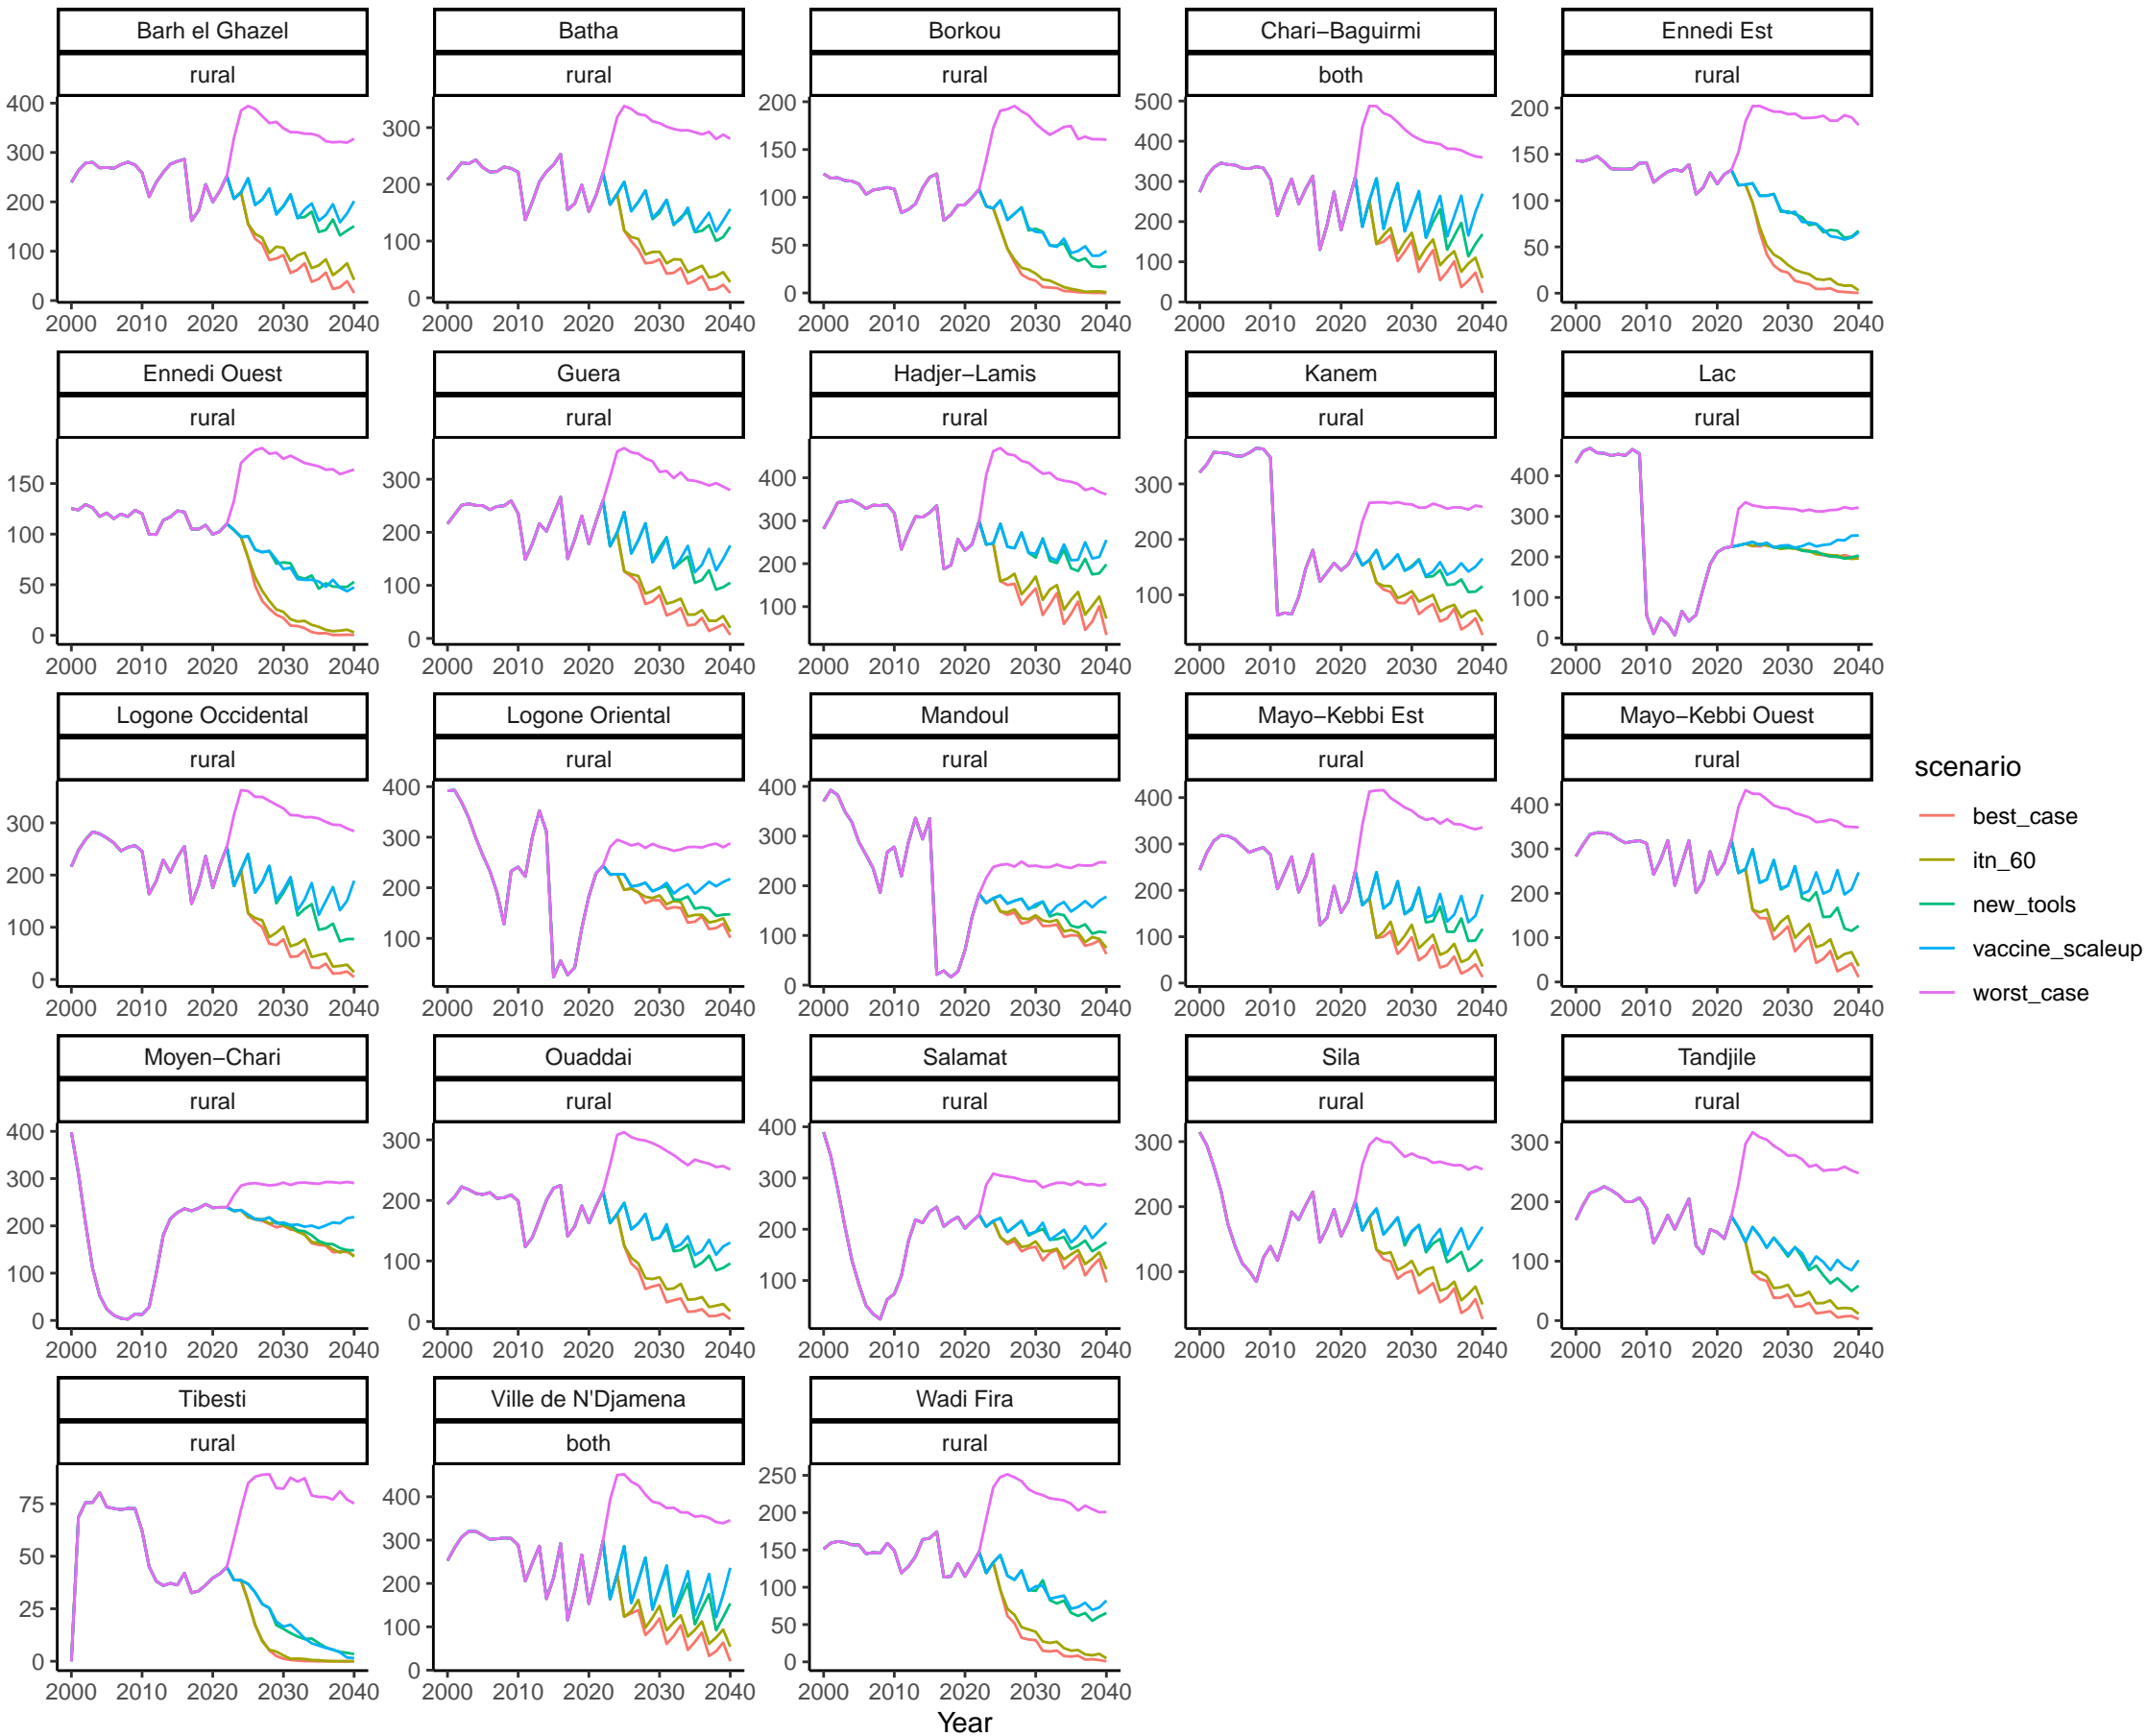 Barh el Ghazel
rural
400
300
200
100
0
2000 2010 2020 2030 2040
Batha
rural
300
200
100
0
2000 2010 2020 2030 2040
Borkou
rural
200
150
100
50
0
2000 2010 2020 2030 2040
Chari−Baguirmi
both
500
400
300
200
100
0
2000 2010 2020 2030 2040
Ennedi Est
rural
200
150
100
50
0
2000 2010 2020 2030 2040
Ennedi Ouest
rural
150
100
50
0
2000 2010 2020 2030 2040
Guera
rural
300
200
100
0
2000 2010 2020 2030 2040
Hadjer−Lamis
rural
400
300
200
100
2000 2010 2020 2030 2040
Kanem
rural
300
200
100
2000 2010 2020 2030 2040
Lac
rural
400
300
200
100
0
2000 2010 2020 2030 2040
Logone Occidental
rural
300
200
100
0
2000 2010 2020 2030 2040
Logone Oriental
rural
400
300
200
100
2000 2010 2020 2030 2040
Mandoul
rural
400
300
200
100
0
2000 2010 2020 2030 2040
Mayo−Kebbi Est
rural
400
300
200
100
0
2000 2010 2020 2030 2040
Mayo−Kebbi Ouest
rural
400
300
200
100
0
2000 2010 2020 2030 2040
Moyen−Chari
rural
400
300
200
100
0
2000 2010 2020 2030 2040
Ouaddai
rural
300
200
100
0
2000 2010 2020 2030 2040
Salamat
rural
400
300
200
100
2000 2010 2020 2030 2040
Sila
rural
300
200
100
2000 2010 2020 2030 2040
Tandjile
rural
300
200
100
0
2000 2010 2020 2030 2040
Tibesti
rural
75
50
25
0
2000 2010 2020 2030 2040
Ville de N'Djamena
both
400
300
200
100
0
2000 2010 2020 2030 2040
Wadi Fira
rural
250
200
150
100
50
0
2000 2010 2020 2030 2040
Year
scenario
best_case
itn_60
new_tools
vaccine_scaleup
worst_case